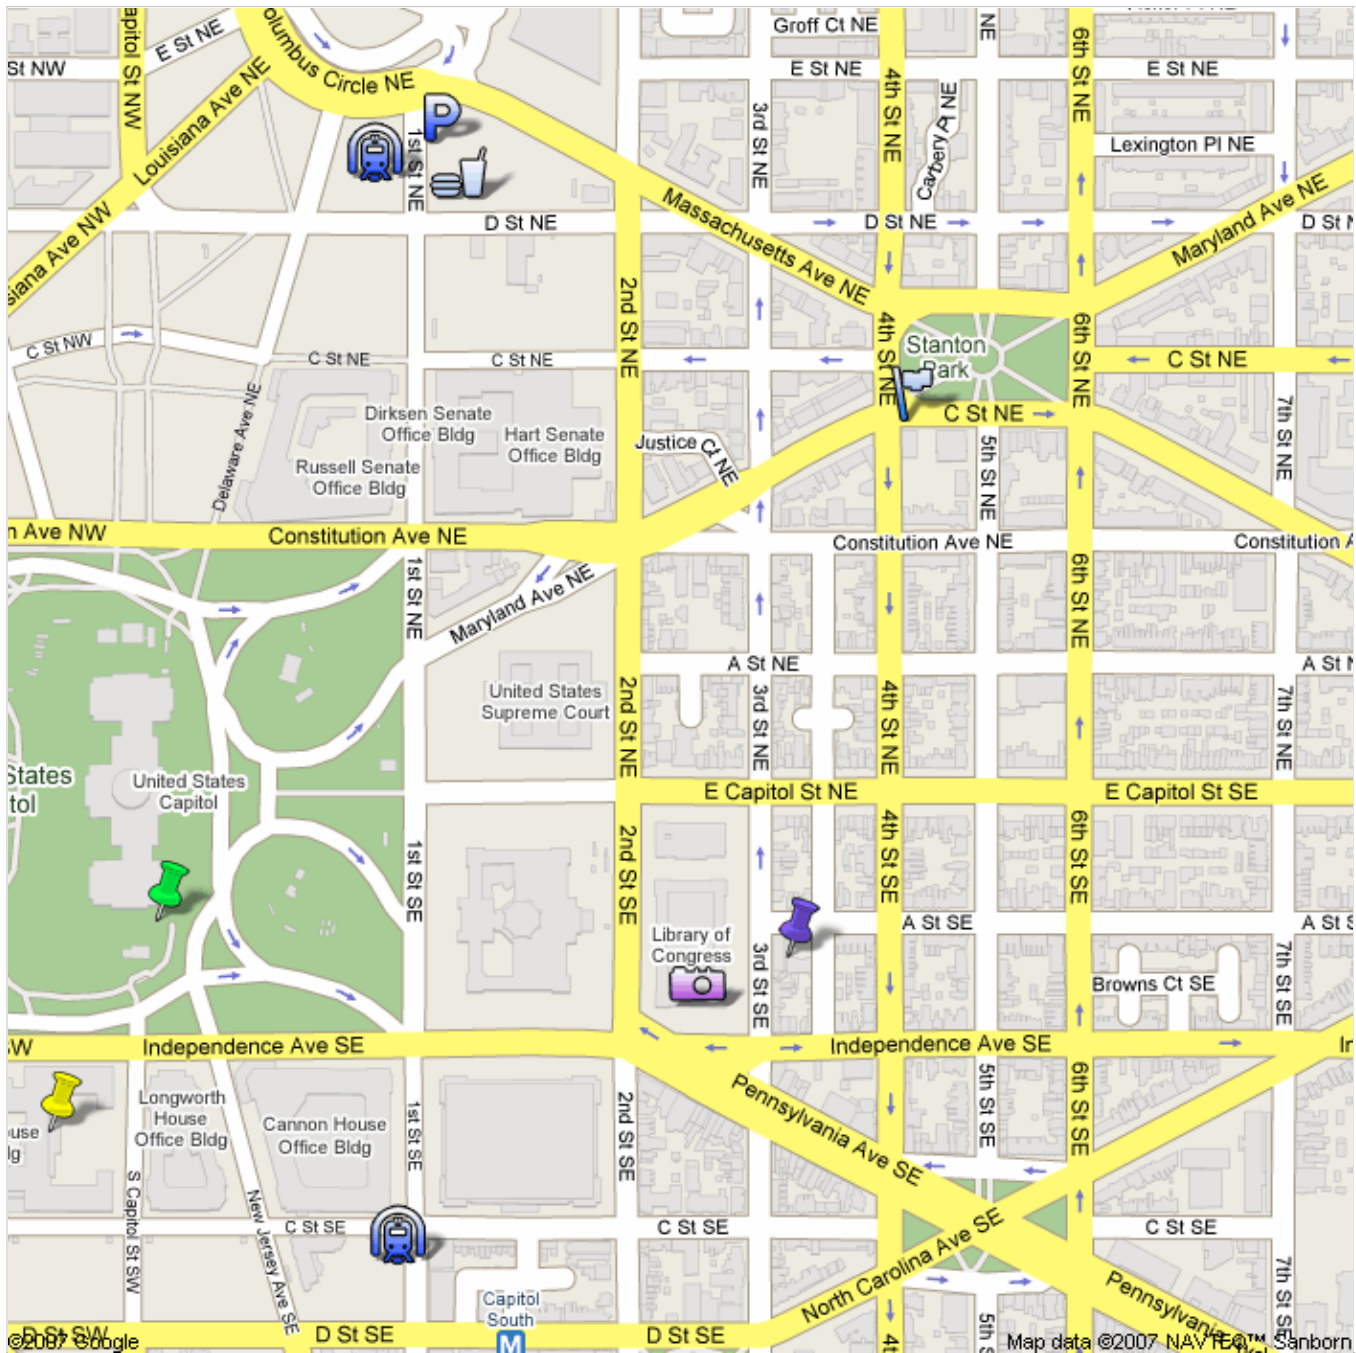 Groff Ct NE
NE
Capitol St NW
E St NE
olumbus Circle NE
6th St NE
St NW
E St NE
E St NE
Louisiana Ave NE
4th St NE
Carbery Pl NE
3rd St NE
P
1st St NE
Lexington Pl NE
Massachusetts Ave NE
Maryland Ave NE
siana Ave NW
D St NE
D St NE
D St N
2nd St NE
4th St NE
6th St NE
Stanton
Park
C St NW
C St NE
C St NE
C St NE
C St NE
Delaware Ave NE
Dirksen Senate
Office Bldg
Hart Senate
Office Bldg
Russell Senate
Office Bldg
Justice Ct NE
5th St NE
7th St NE
n Ave NW
Constitution Ave NE
Constitution Ave NE
Constitution A
1st St NE
Maryland Ave NE
6th St NE
A St NE
A St N
United States
Supreme Court
2nd St NE
3rd St NE
4th St NE
7th St NE
States
tol
United States
Capitol
E Capitol St NE
E Capitol St SE
1st St SE
2nd St SE
4th St SE
6th St SE
A St SE
A St S
Library of
Congress
3rd St SE
Browns Ct SE
7th St SE
SW
Independence Ave SE
Independence Ave SE
In
Pennsylvania Ave SE
5th St SE
6th St SE
ouse
lg
Longworth
House
Office Bldg
Cannon House
Office Bldg
1st St SE
2nd St SE
S Capitol St SW
New Jersey Ave SE
C St SE
C St SE
C St SE
North Carolina Ave SE
Pennsylvania
7th St SE
Capitol
South
M
D St SW
D St SE
D St SE
4t
5th S
©2007 Google
Map data ©2007 NAVTEQ™, Sanborn